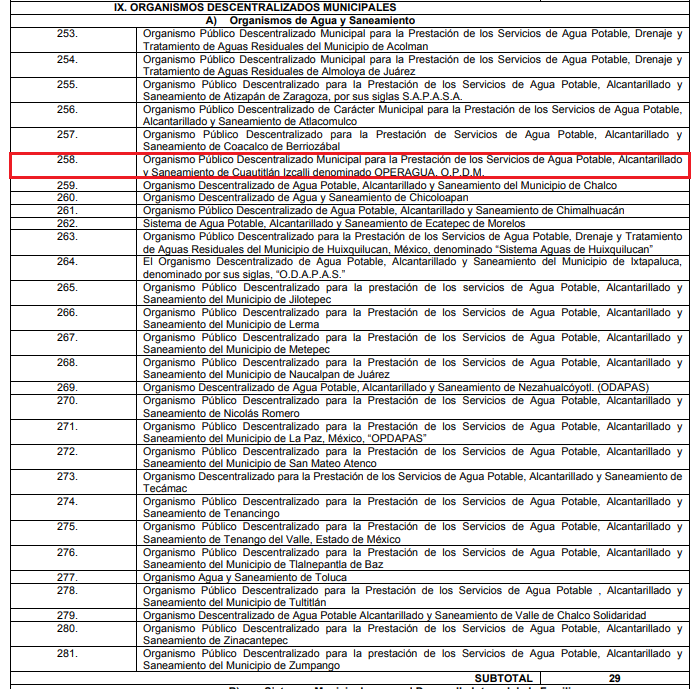 IX. ORGANISMOS DESCENTRALIZADOS MUNICIPALES
A) Organismos de Agua y Saneamiento
253. Organismo Público Descentralizado Municipal para la Prestación de los Servicios de Agua Potable, Drenaje y
Tratamiento de Aguas Residuales del Municipio de Acolman
254. Organismo Público Descentralizado Municipal para la Prestación de los Servicios de Agua Potable, Drenaje y
Tratamiento de Aguas Residuales de Almoloya de Juárez
255. Organismo Público Descentralizado para la Prestación de los Servicios de Agua Potable, Alcantarillado y
Saneamiento de Atizapán de Zaragoza, por sus siglas S.A.P.A.S.A.
256. Organismo Público Descentralizado de Carácter Municipal para la Prestación de los Servicios de Agua Potable,
Alcantarillado y Saneamiento de Atlacomulco
257. Organismo Público Descentralizado para la Prestación de Servicios de Agua Potable, Alcantarillado y
Saneamiento de Coacalco de Berriozábal
258. Organismo Público Descentralizado Municipal para la Prestación de los Servicios de Agua Potable, Alcantarillado
y Saneamiento de Cuautitlán Izcalli denominado OPERAGUA, O.P.D.M.
259. Organismo Descentralizado de Agua Potable, Alcantarillado y Saneamiento del Municipio de Chalco
260. Organismo Descentralizado de Agua y Saneamiento de Chicoloapan
261. Organismo Público Descentralizado de Agua Potable, Alcantarillado y Saneamiento de Chimalhuacán
262. Sistema de Agua Potable, Alcantarillado y Saneamiento de Ecatepec de Morelos
263. Organismo Público Descentralizado para la Prestación de los Servicios de Agua Potable, Drenaje y Tratamiento
de Aguas Residuales del Municipio de Huixquilucan, México, denominado “Sistema Aguas de Huixquilucan”
264. El Organismo Descentralizado de Agua Potable, Alcantarillado y Saneamiento del Municipio de Ixtapaluca,
denominado por sus siglas, “O.D.A.P.A.S.”
265. Organismo Público Descentralizado para la prestación de los servicios de Agua Potable, Alcantarillado y
Saneamiento del Municipio de Jilotepec
266. Organismo Público Descentralizado para la Prestación de los Servicios de Agua Potable, Alcantarillado y
Saneamiento del Municipio de Lerma
267. Organismo Público Descentralizado para la Prestación de los Servicios de Agua Potable, Alcantarillado y
Saneamiento del Municipio de Metepec
268. Organismo Público Descentralizado para la Prestación de los Servicios de Agua Potable, Alcantarillado y
Saneamiento del Municipio de Naucalpan de Juárez
269. Organismo Descentralizado de Agua Potable, Alcantarillado y Saneamiento de Nezahualcóyotl. (ODAPAS)
270. Organismo Público Descentralizado para la Prestación de los Servicios de Agua Potable, Alcantarillado y
Saneamiento de Nicolás Romero
271. Organismo Público Descentralizado para la Prestación de los Servicios de Agua Potable, Alcantarillado y
Saneamiento del Municipio de La Paz, México, “OPDAPAS”
272. Organismo Público Descentralizado para la Prestación de los Servicios de Agua Potable, Alcantarillado y
Saneamiento del Municipio de San Mateo Atenco
273. Organismo Descentralizado para la Prestación de los Servicios de Agua Potable, Alcantarillado y Saneamiento de
Tecámac
274. Organismo Público Descentralizado para la Prestación de los Servicios de Agua Potable, Alcantarillado y
Saneamiento de Tenancingo
275. Organismo Público Descentralizado para la Prestación de los Servicios de Agua Potable, Alcantarillado y
Saneamiento de Tenango del Valle, Estado de México
276. Organismo Público Descentralizado para la Prestación de los Servicios de Agua Potable, Alcantarillado y
Saneamiento del Municipio de Tlalnepantla de Baz
277. Organismo Agua y Saneamiento de Toluca
278. Organismo Público Descentralizado para la Prestación de los Servicios de Agua Potable , Alcantarillado y
Saneamiento del Municipio de Tultitlán
279. Organismo Descentralizado de Agua Potable Alcantarillado y Saneamiento de Valle de Chalco Solidaridad
280. Organismo Público Descentralizado para la Prestación de los Servicios de Agua Potable, Alcantarillado y
Saneamiento de Zinacantepec
281. Organismo Público Descentralizado para la Prestación de los Servicios de Agua Potable, Alcantarillado y
Saneamiento del Municipio de Zumpango
SUBTOTAL 29